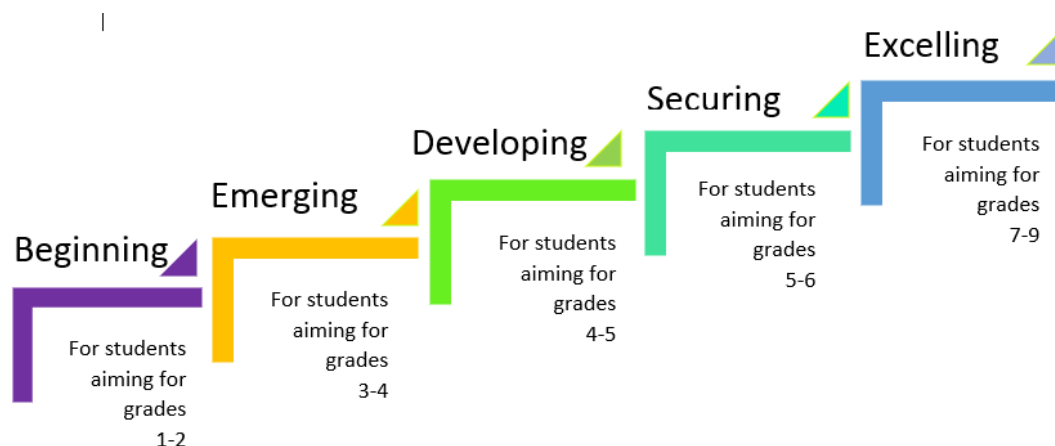 Beginning
For students
aiming for
grades
1-2
Emerging
For students
aiming for
grades
3-4
Developing
For students
aiming for
grades
4-5
Securing
For students
aiming for
grades
5-6
Excelling
For students
aiming for
grades
7-9